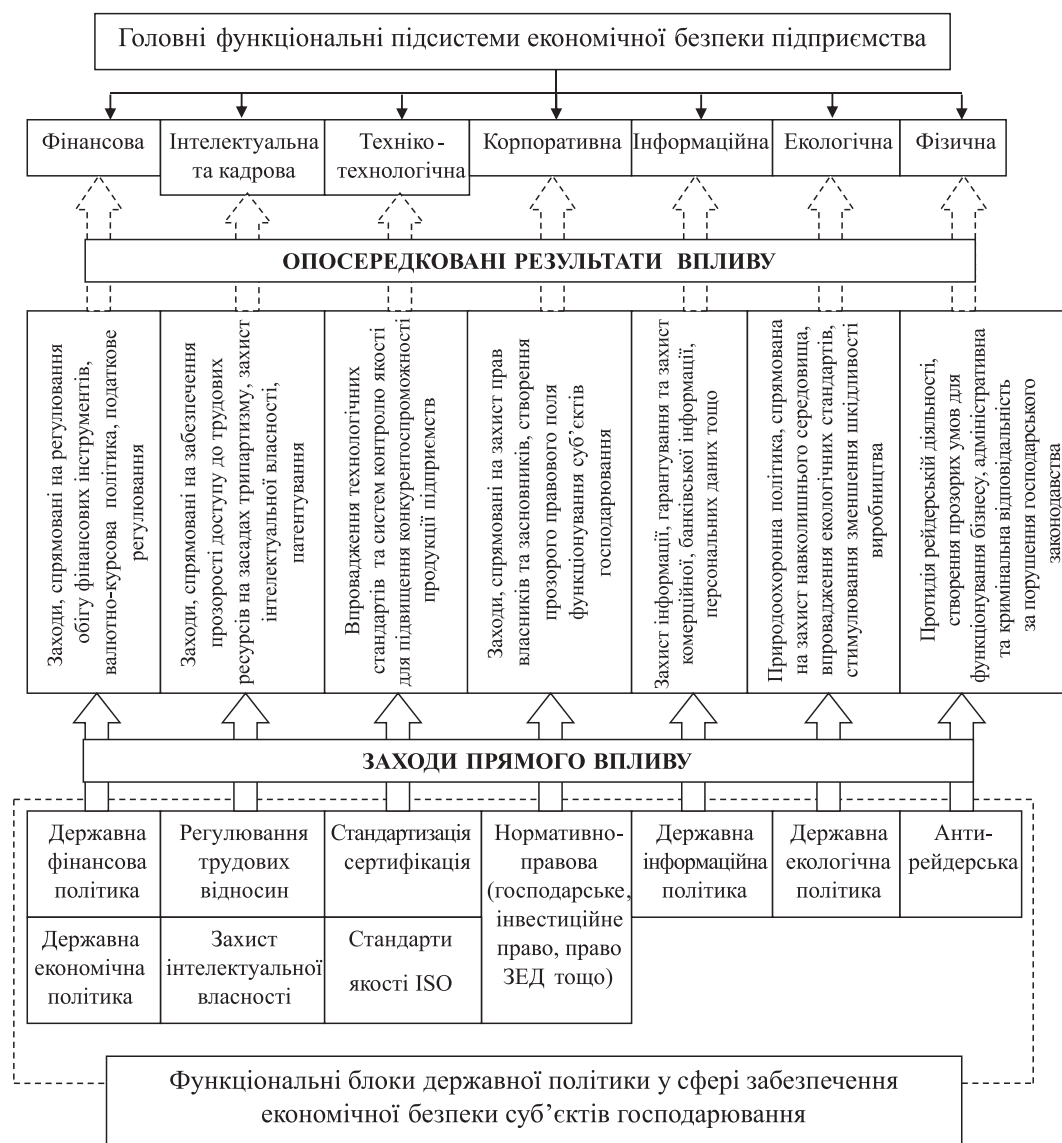 Головні функціональні підсистеми економічної безпеки підприємства
Фінансова
Інтелектуальна
та кадрова
Техніко-
технологічна
Корпоративна
Інформаційна
Екологічна
Фізична
ОПОСЕРЕДКОВАНІ РЕЗУЛЬТАТИ ВПЛИВУ
Заходи, спрямовані на регулювання
обігу фінансових інструментів,
валютно-курсова політика, податкове
регулювання
Заходи, спрямовані на забезпечення
прозорості доступу до трудових
ресурсів на засадах трипартизму, захист
інтелектуальної власності,
патентування
Впровадження технологічних
стандартів та систем контролю якості
для підвищення конкурентоспроможності
продукції підприємств
Заходи, спрямовані на захист прав
власників та засновників, створення
прозорого правового поля
функціонування суб’єктів
господарювання
Захист інформації, гарантування та захист
комерційної, банківської інформації,
персональних даних тощо
Природоохоронна політика, спрямована
на захист навколишнього середовища,
впровадження екологічних стандартів,
стимулювання зменшення шкідливості
виробництва
Протидія рейдерській діяльності,
створення прозорих умов для
функціонування бізнесу, адміністративна
та кримінальна відповідальність
за порушення господарського
законодавства
ЗАХОДИ ПРЯМОГО ВПЛИВУ
Державна
фінансова
політика
Регулювання
трудових
відносин
Стандартизація
сертифікація
Нормативно-
правова
(господарське,
інвестиційне
право, право
ЗЕД тощо)
Державна
інформаційна
політика
Державна
екологічна
політика
Анти-
рейдерська
Державна
економічна
політика
Захист
інтелектуальної
власності
Стандарти
якості ISO
Функціональні блоки державної політики у сфері забезпечення
економічної безпеки суб’єктів господарювання